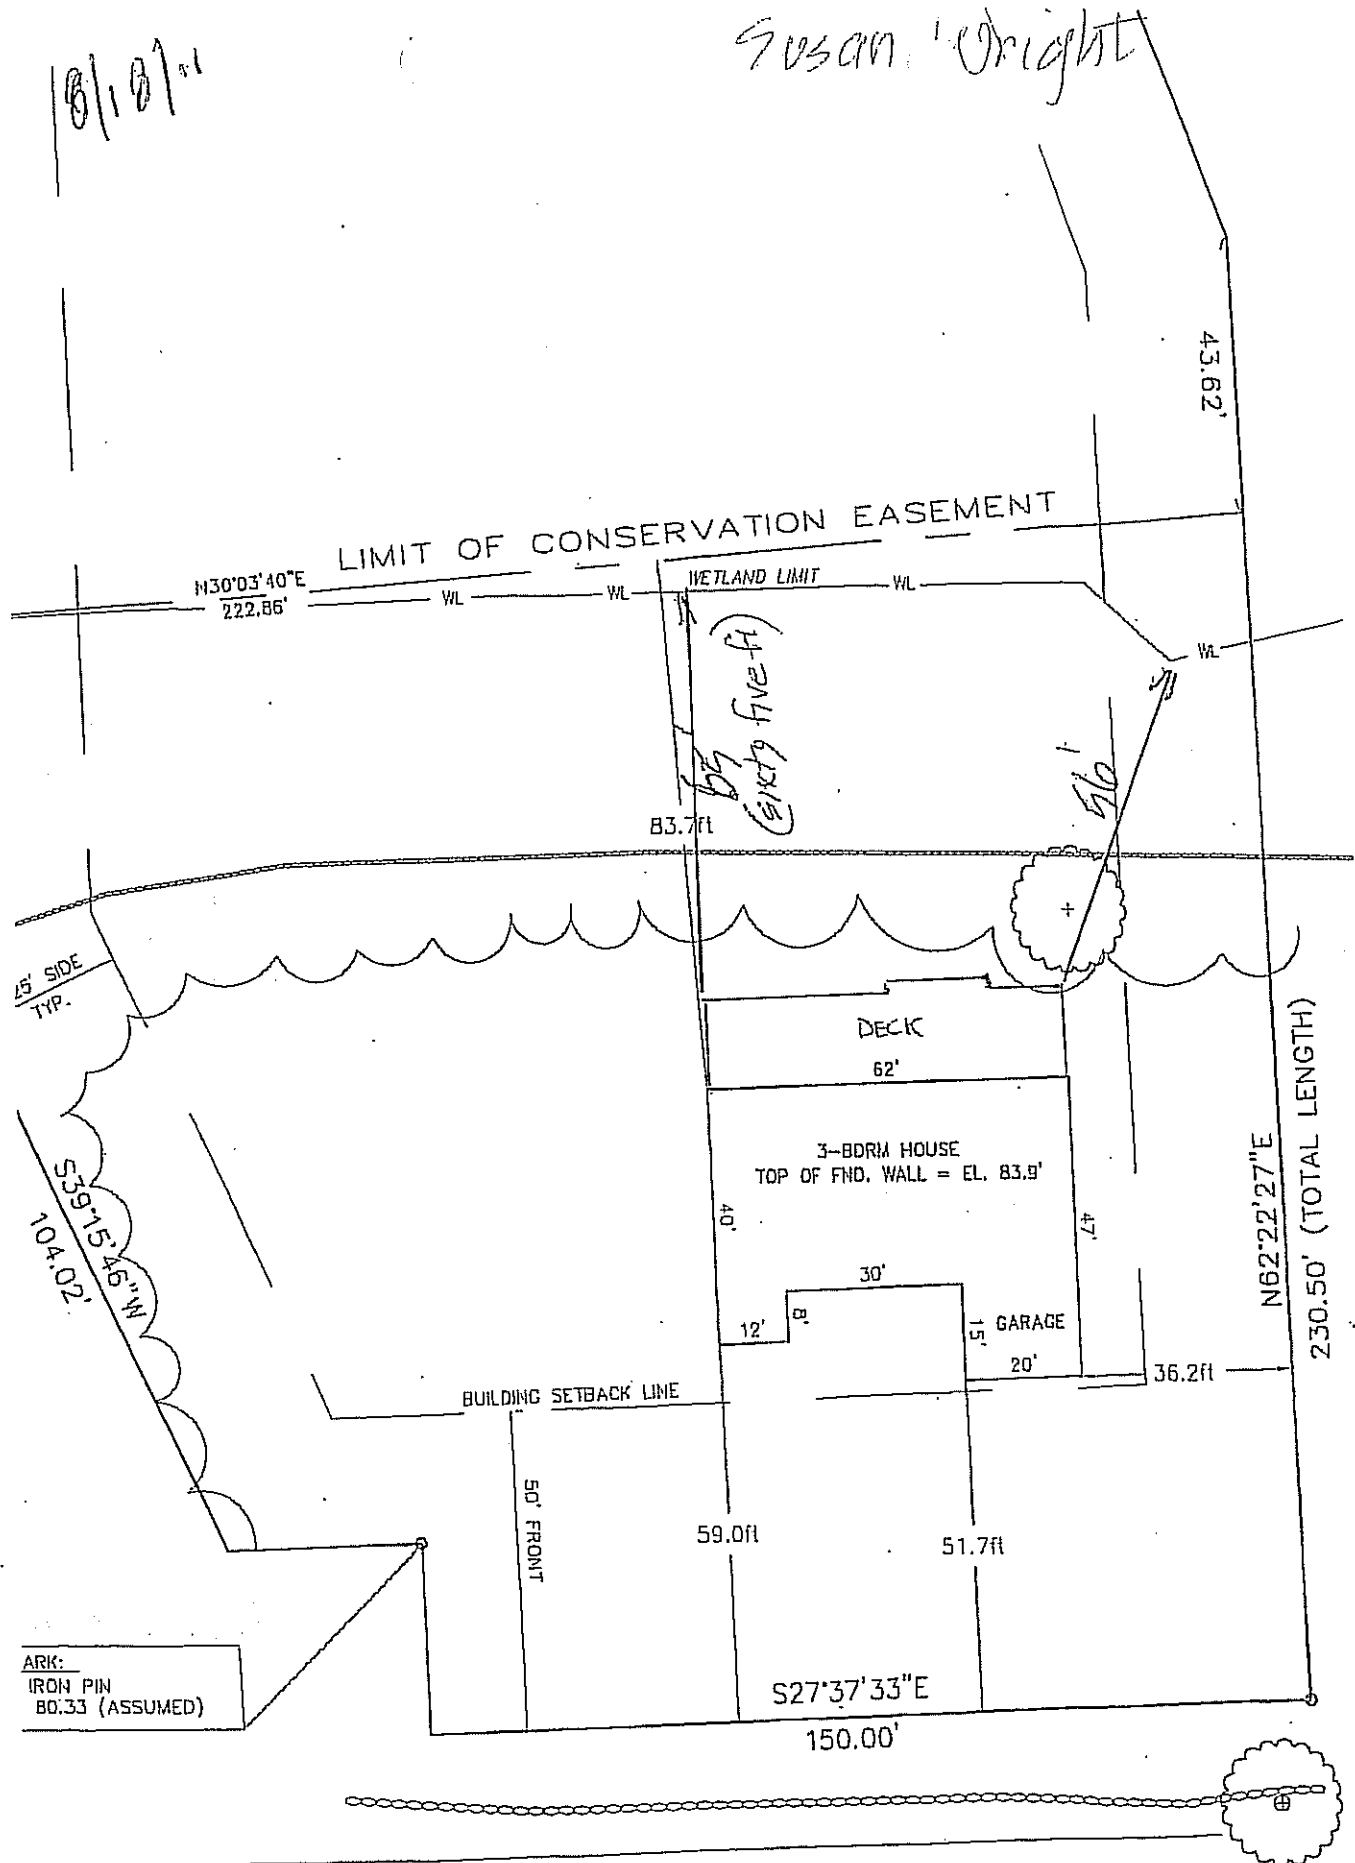 Susan Wright
43.62'
LIMIT OF CONSERVATION EASEMENT
N30°03'40"E
222.86'
WL
WL
WETLAND LIMIT
WL
WL
65
(sixty five ft)
56'
83.7ft
25' SIDE
TYP.
DECK
62'
3-BDRM HOUSE
TOP OF FND. WALL = EL. 83.9'
S39°15'46"W
104.02'
40'
47'
N62°22'27"E
230.50' (TOTAL LENGTH)
30'
8'
12'
15'
GARAGE
20'
36.2ft
BUILDING SETBACK LINE
50' FRONT
59.0ft
51.7ft
ARK:
IRON PIN
80.33 (ASSUMED)
S27°37'33"E
150.00'